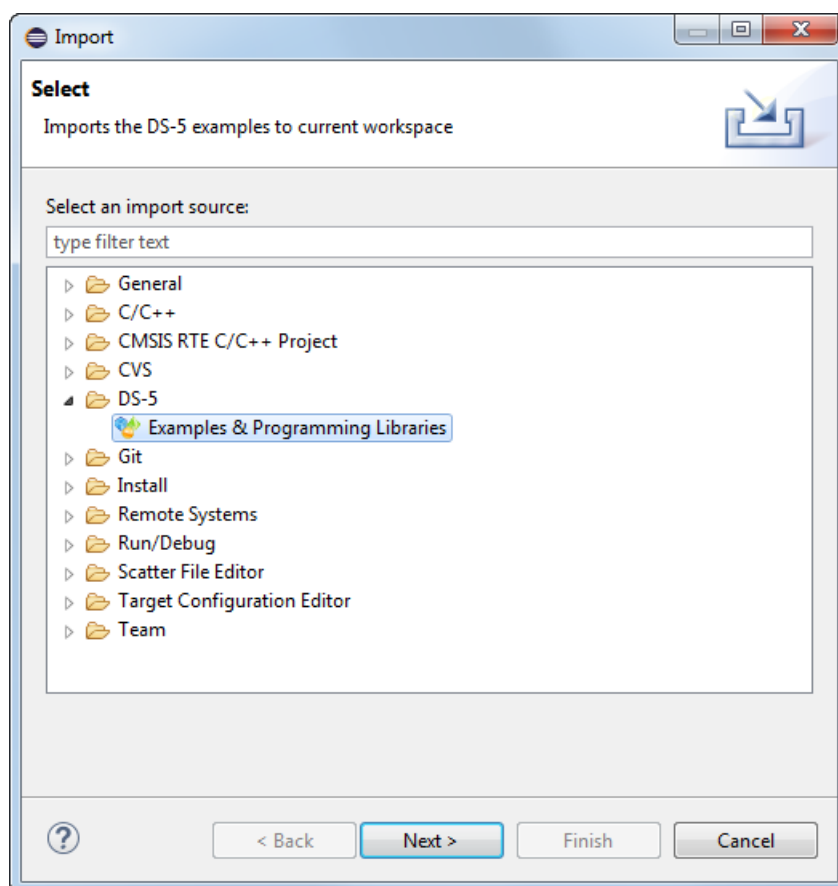 Import
Select
Imports the DS-5 examples to current workspace
Select an import source:
type filter text
General
C/C++
CMSIS RTE C/C++ Project
CVS
DS-5
Examples & Programming Libraries
Git
Install
Remote Systems
Run/Debug
Scatter File Editor
Target Configuration Editor
Team
? < Back Next > Finish Cancel